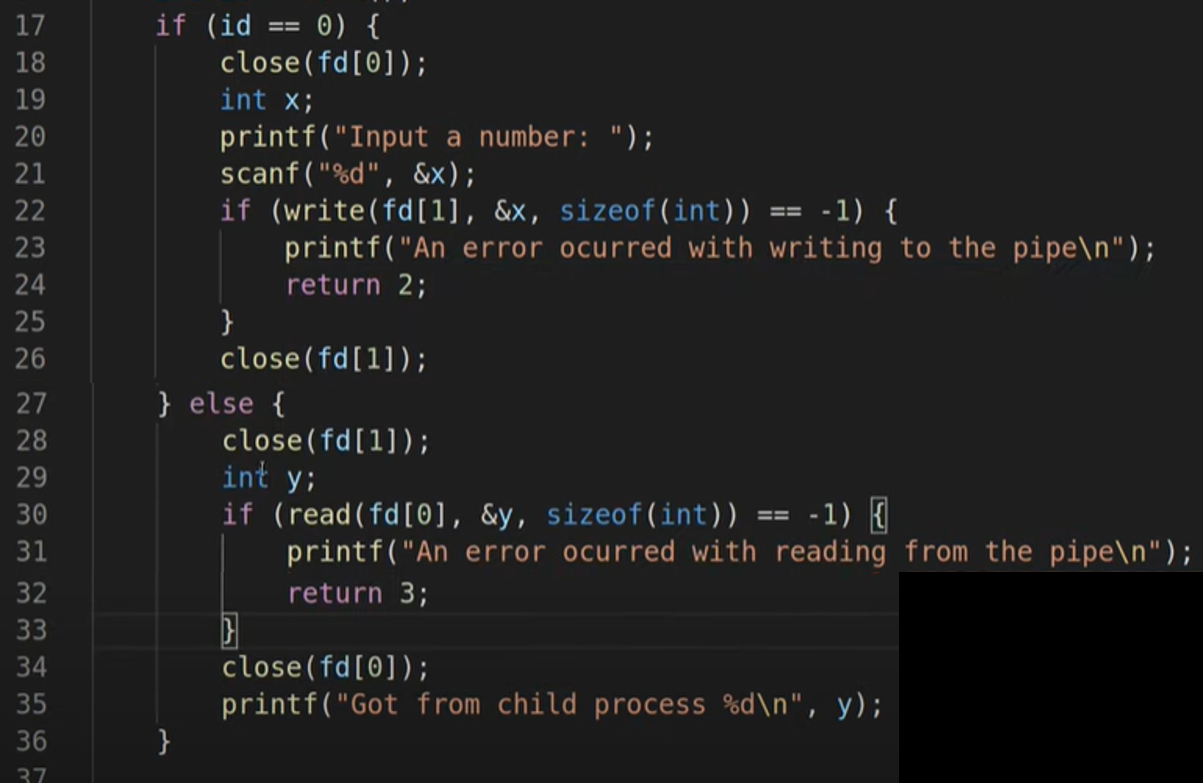 17 if (id == 0) {
18 close(fd[0]);
19 int x;
20 printf("Input a number: ");
21 scanf("%d", &x);
22 if (write(fd[1], &x, sizeof(int)) == -1) {
23 printf("An error ocurred with writing to the pipe\n");
24 return 2;
25 }
26 close(fd[1]);
27 } else {
28 close(fd[1]);
29 int y;
30 if (read(fd[0], &y, sizeof(int)) == -1) {
31 printf("An error ocurred with reading from the pipe\n");
32 return 3;
33 }
34 close(fd[0]);
35 printf("Got from child process %d\n", y);
36 }
37